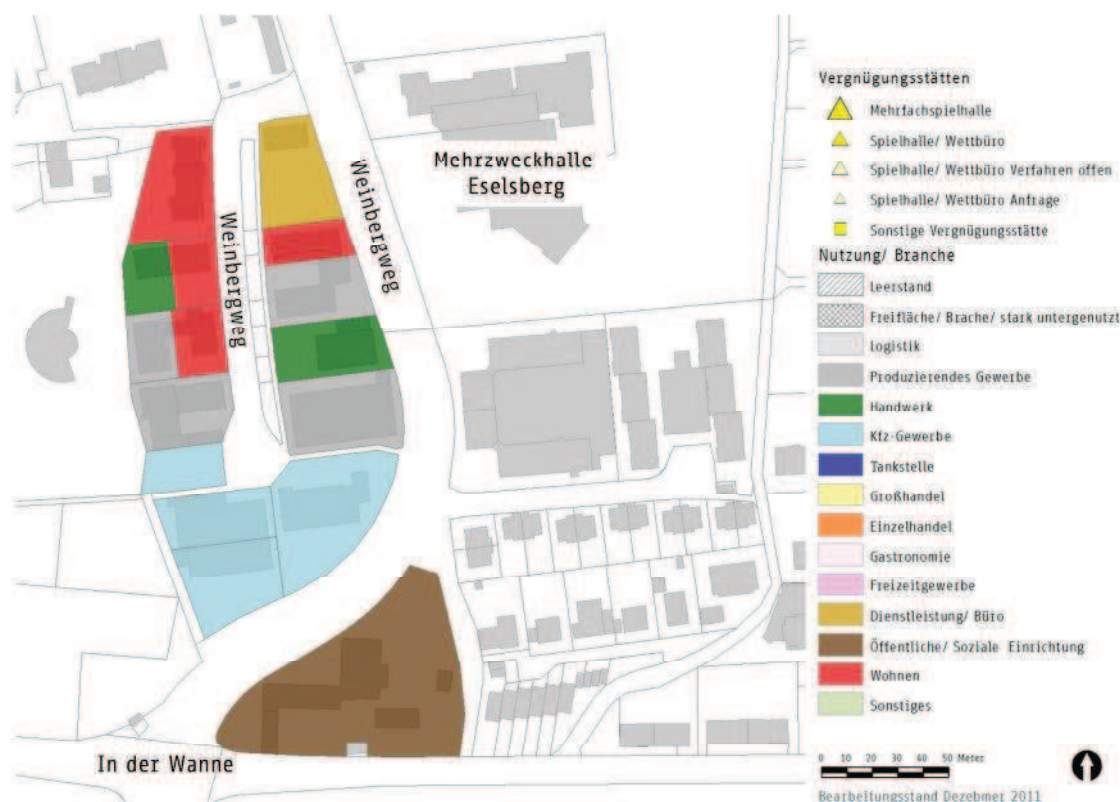 Mehrzweckhalle
Eselsberg
Weinbergweg
Weinbergweg
In der Wanne
Vergnügungsstätten
Mehrfachspielhalle
Spielhalle/ Wettbüro
Spielhalle/ Wettbüro Verfahren offen
Spielhalle/ Wettbüro Anfrage
Sonstige Vergnügungsstätte
Nutzung/ Branche
Leerstand
Freifläche/ Brache/ stark untergenutzt
Logistik
Produzierendes Gewerbe
Handwerk
Kfz-Gewerbe
Tankstelle
Großhandel
Einzelhandel
Gastronomie
Freizeitgewerbe
Dienstleistung/ Büro
Öffentliche/ Soziale Einrichtung
Wohnen
Sonstiges
0 10 20 30 40 50 Meter
Bearbeitungsstand Dezebmer 2011